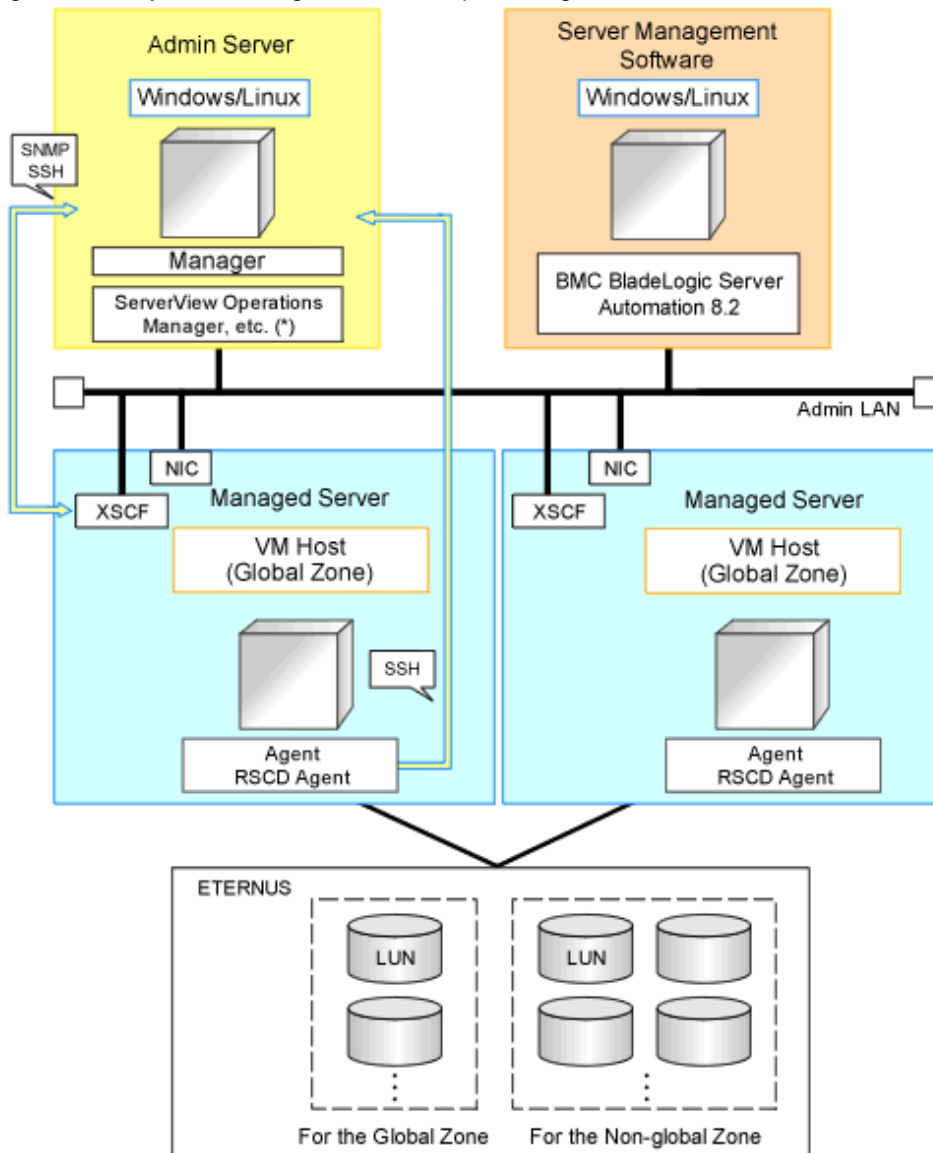 Admin Server
Windows/Linux
SNMP
SSH
Manager
ServerView Operations
Manager, etc. (*)
Server Management
Software
Windows/Linux
BMC BladeLogic Server
Automation 8.2
Admin LAN
NIC
XSCF
Managed Server
VM Host
(Global Zone)
SSH
Agent
RSCD Agent
NIC
XSCF
Managed Server
VM Host
(Global Zone)
Agent
RSCD Agent
ETERNUS
LUN
LUN
For the Global Zone
For the Non-global Zone